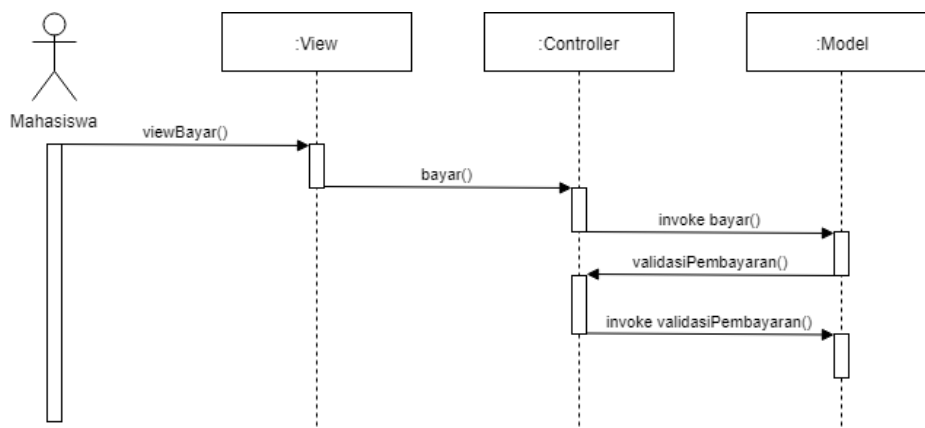 :View
:Controller
:Model
Mahasiswa
viewBayar()
bayar()
invoke bayar()
validasiPembayaran()
invoke validasiPembayaran()